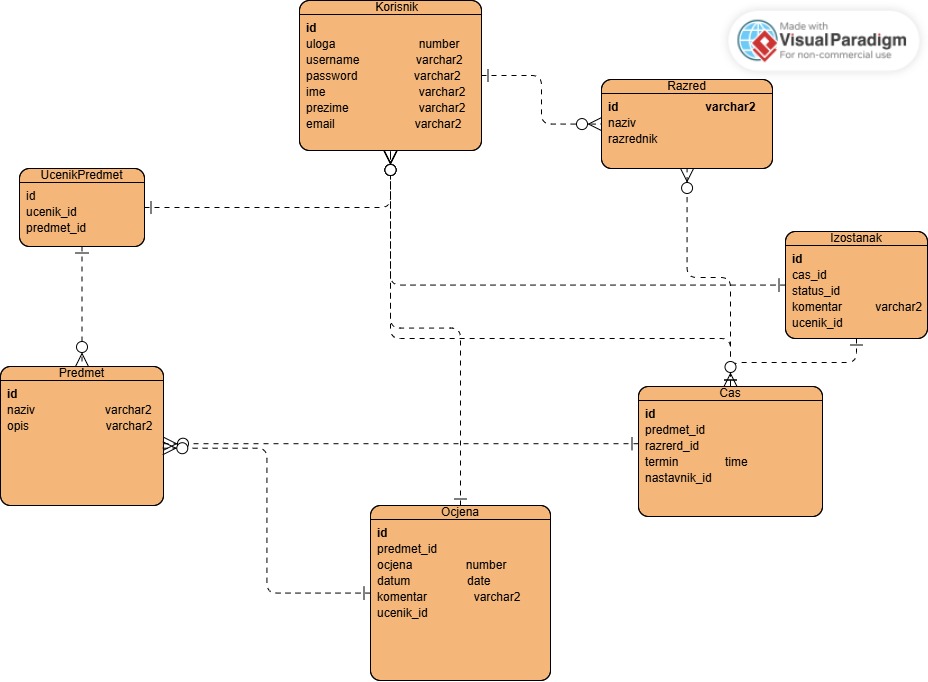 Korisnik
id
uloga number
username varchar2
password varchar2
ime varchar2
prezime varchar2
email varchar2
Made with
Visual Paradigm
For non-commercial use
Razred
id varchar2
naziv
razrednik
UcenikPredmet
id
ucenik_id
predmet_id
Izostanak
id
cas_id
status_id
komentar varchar2
ucenik_id
Predmet
id
naziv varchar2
opis varchar2
Cas
id
predmet_id
razrerd_id
termin time
nastavnik_id
Ocjena
id
predmet_id
ocjena number
datum date
komentar varchar2
ucenik_id